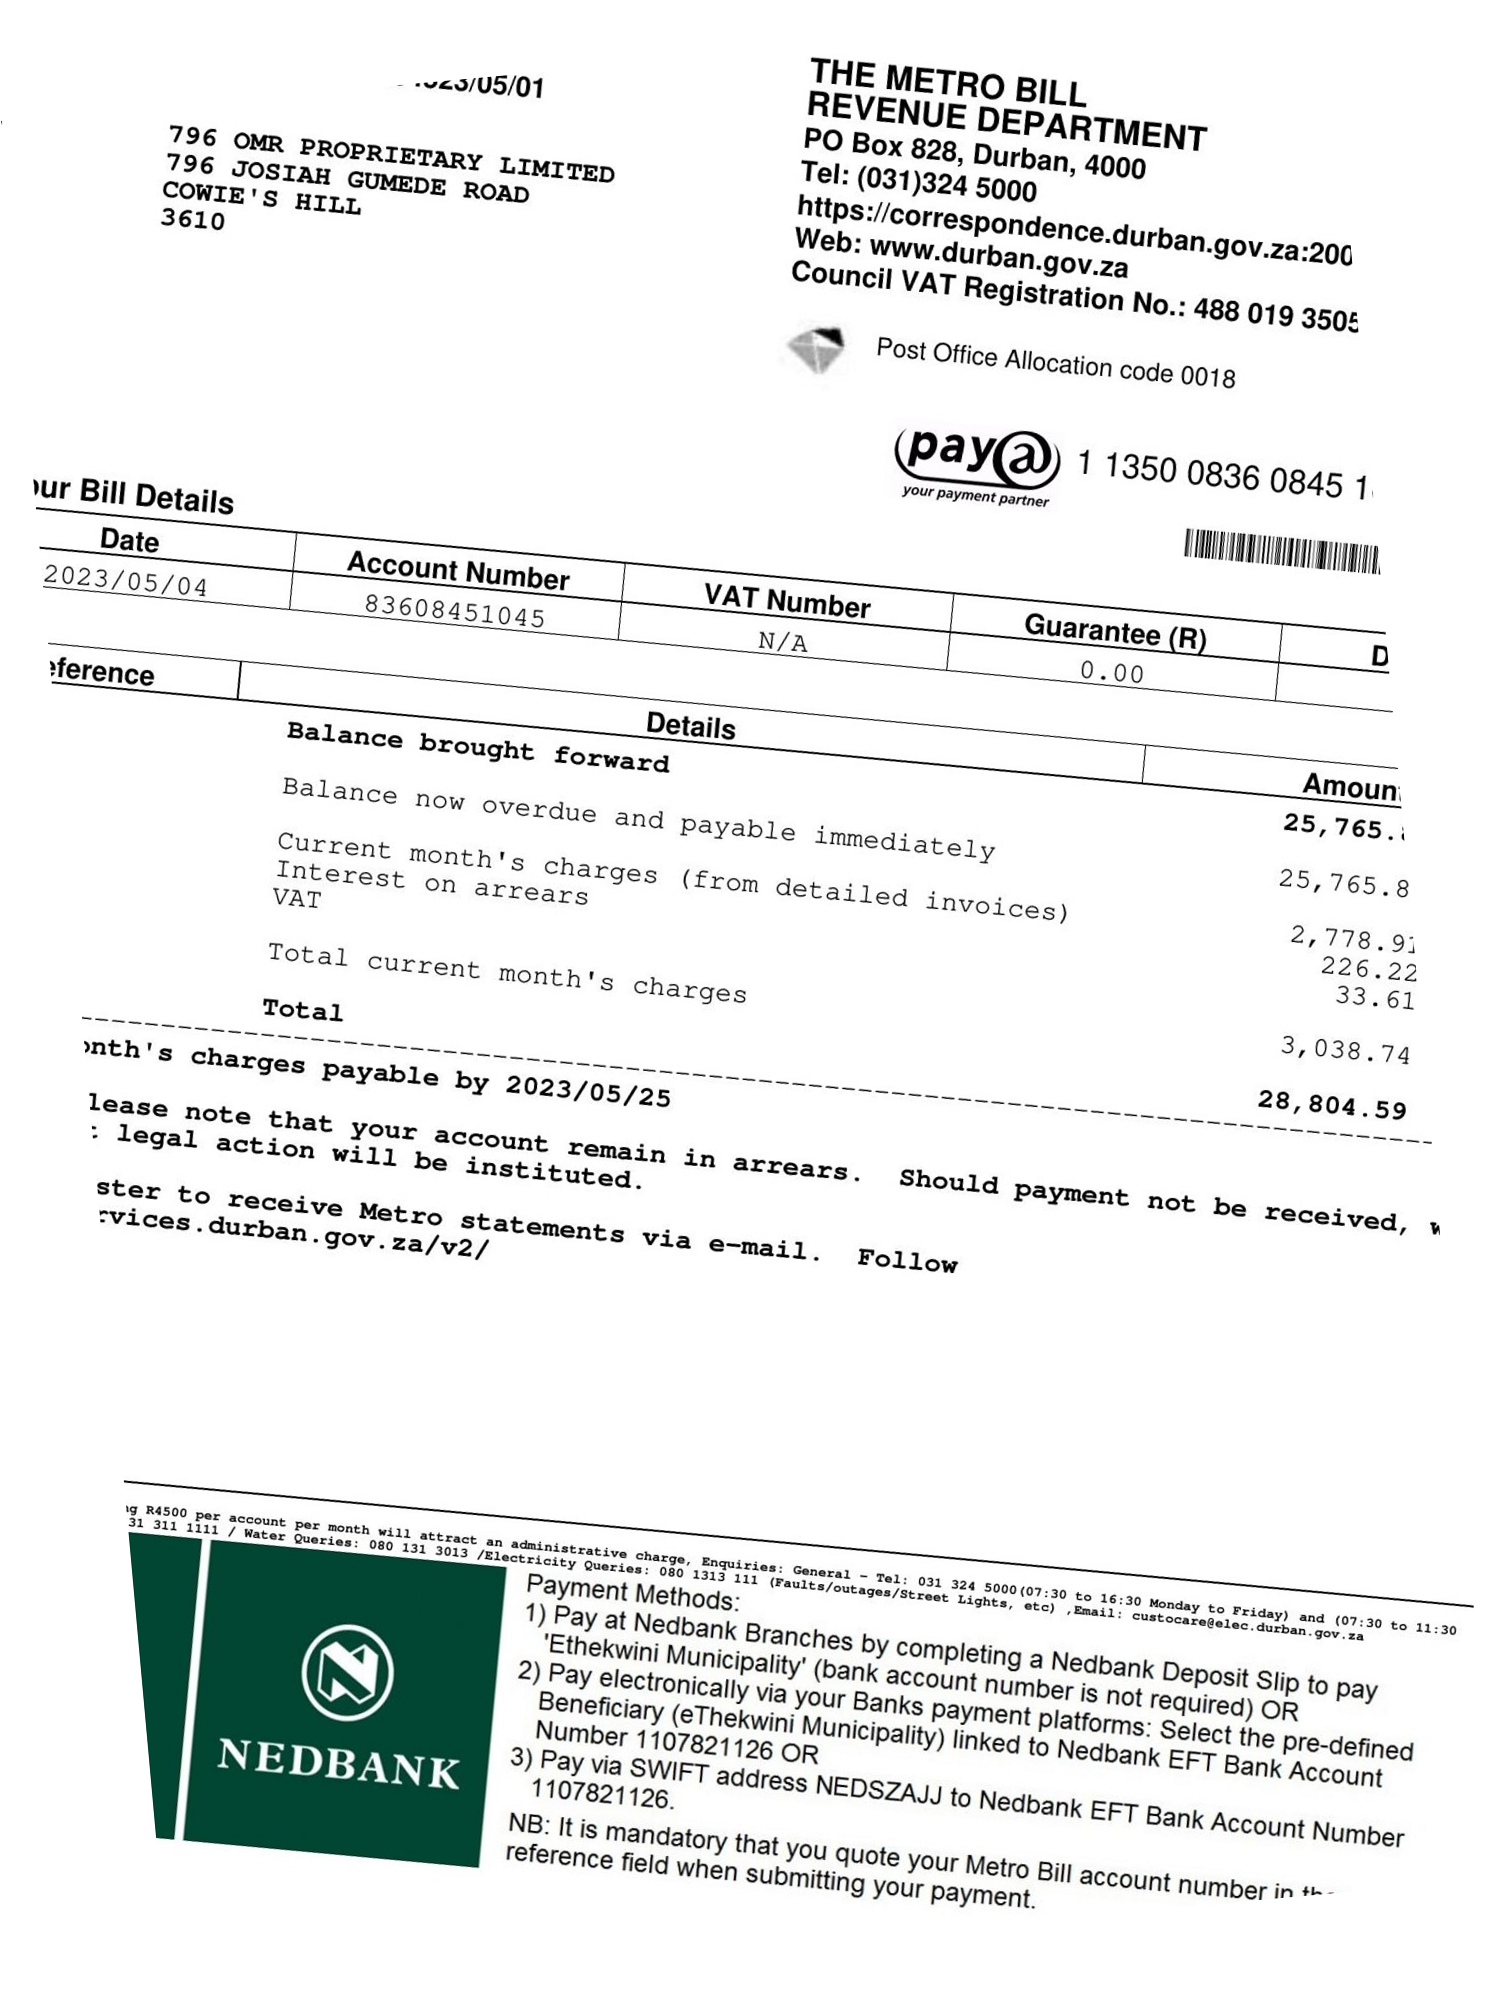 23/05/01
796 OMR PROPRIETARY LIMITED
796 JOSIAH GUMEDE ROAD
COWIE'S HILL
3610
THE METRO BILL
REVENUE DEPARTMENT
PO Box 828, Durban, 4000
Tel: (031)324 5000
https://correspondence.durban.gov.za:200
Web: www.durban.gov.za
Council VAT Registration No.: 488 019 3505
Post Office Allocation code 0018
pay@ 1 1350 0836 0845 1
your payment partner
our Bill Details
Date Account Number VAT Number Guarantee (R) D
2023/05/04 83608451045 N/A 0.00
eference Details Amoun
Balance brought forward 25,765.
Balance now overdue and payable immediately 25,765.8
Current month's charges (from detailed invoices) 2,778.91
Interest on arrears 226.22
VAT 33.61
Total current month's charges 3,038.74
Total 28,804.59
onth's charges payable by 2023/05/25
lease note that your account remain in arrears. Should payment not be received, w
t legal action will be instituted.
ster to receive Metro statements via e-mail. Follow
rvices.durban.gov.za/v2/
ng R4500 per account per month will attract an administrative charge, Enquiries: General - Tel: 031 324 5000(07:30 to 16:30 Monday to Friday) and (07:30 to 11:30
31 311 1111 / Water Queries: 080 131 3013 /Electricity Queries: 080 1313 111 (Faults/outages/Street Lights, etc) ,Email: custocare@elec.durban.gov.za
NEDBANK
Payment Methods:
1) Pay at Nedbank Branches by completing a Nedbank Deposit Slip to pay
'Ethekwini Municipality' (bank account number is not required) OR
2) Pay electronically via your Banks payment platforms: Select the pre-defined
Beneficiary (eThekwini Municipality) linked to Nedbank EFT Bank Account
Number 1107821126 OR
3) Pay via SWIFT address NEDSZAJJ to Nedbank EFT Bank Account Number
1107821126.
NB: It is mandatory that you quote your Metro Bill account number in the
reference field when submitting your payment.